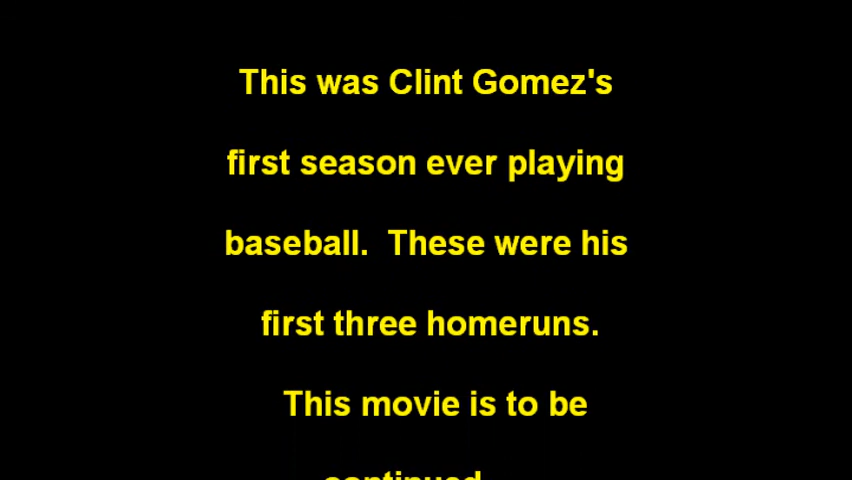 This was Clint Gomez's
first season ever playing
baseball.  These were his
first three homeruns.
This movie is to be
continued